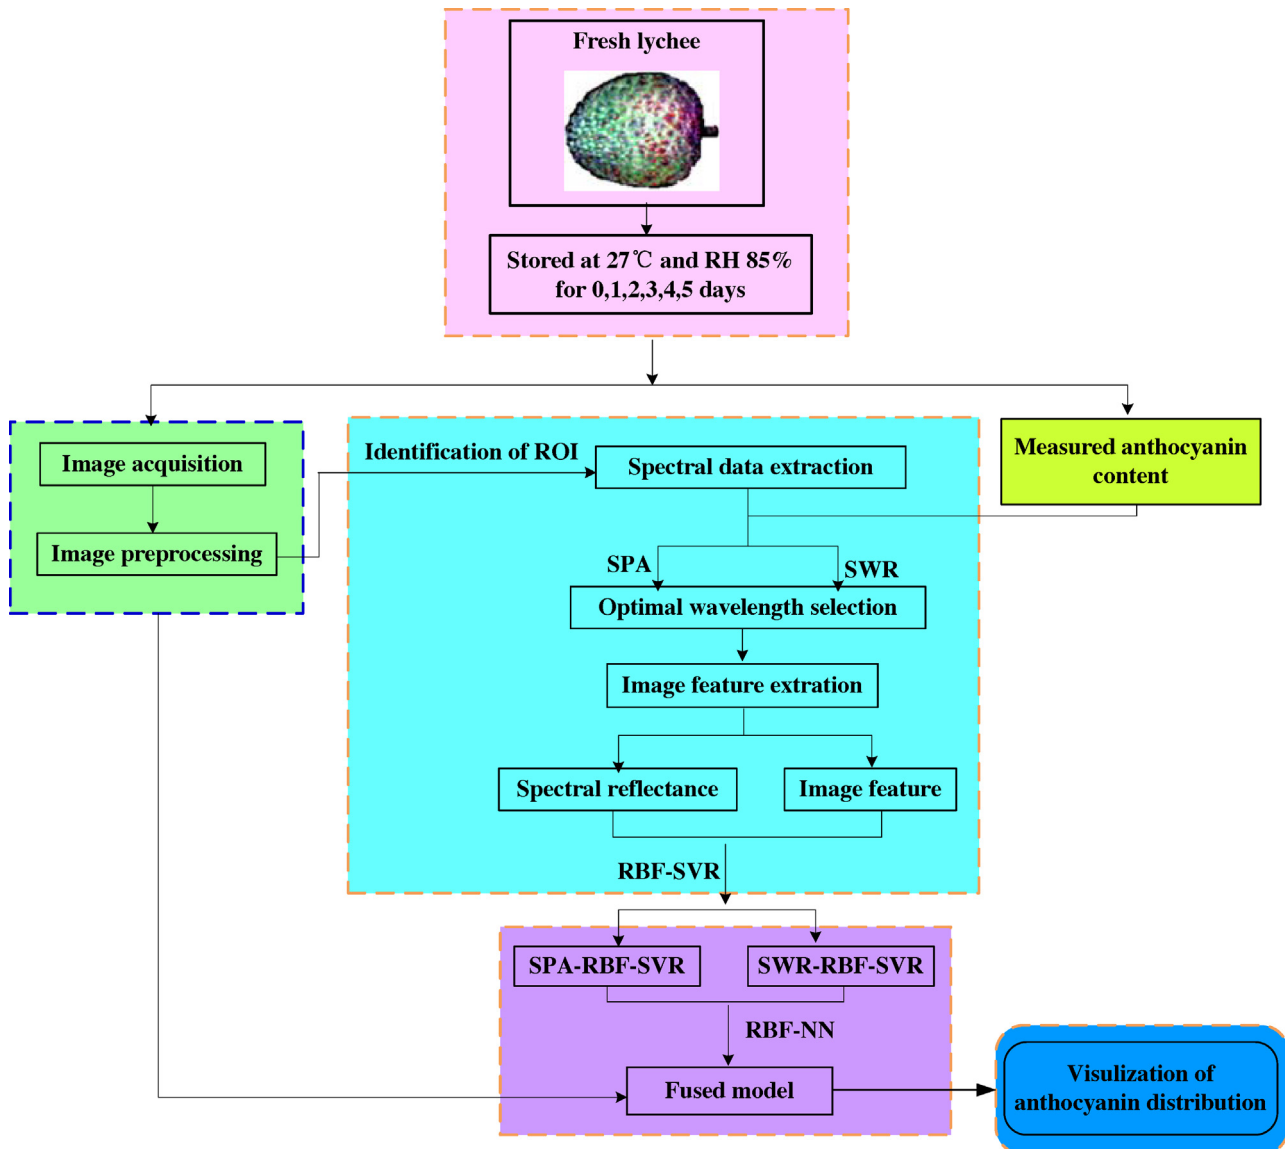 Fresh lychee
Stored at 27℃ and RH 85%
for 0,1,2,3,4,5 days
Image acquisition
Image preprocessing
Identification of ROI
Spectral data extraction
Measured anthocyanin
content
SPA
SWR
Optimal wavelength selection
Image feature extration
Spectral reflectance
Image feature
RBF-SVR
SPA-RBF-SVR
SWR-RBF-SVR
RBF-NN
Fused model
Visulization of
anthocyanin distribution